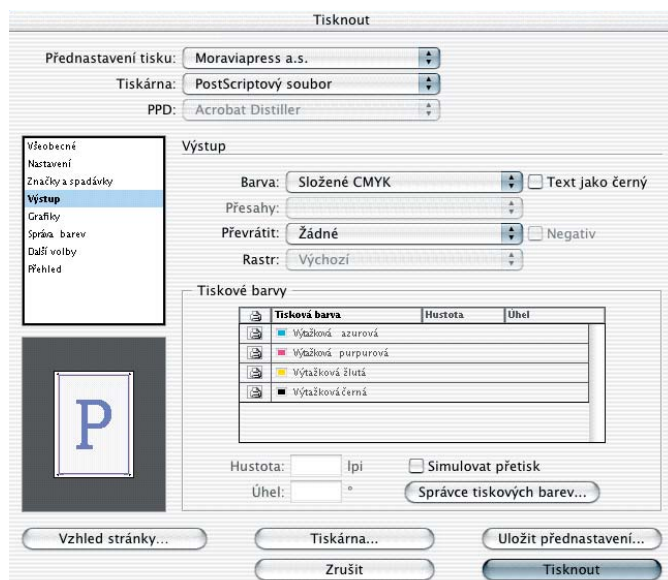 Tisknout
Přednastavení tisku: Moraviapress a.s.
Tiskárna: PostScriptový soubor
PPD: Acrobat Distiller
Všeobecné
Nastavení
Značky a spadávky
Výstup
Grafiky
Správa barev
Další volby
Přehled
Výstup
Barva: Složené CMYK Text jako černý
Přesahy:
Převrátit: Žádné Negativ
Rastr: Výchozí
Tiskové barvy
Tisková barva Hustota Úhel
Výtažková azurová
Výtažková purpurová
Výtažková žlutá
Výtažková černá
P
Hustota: lpi Simulovat přetisk
Úhel: ° Správce tiskových barev...
Vzhled stránky... Tiskárna... Uložit přednastavení...
Zrušit Tisknout